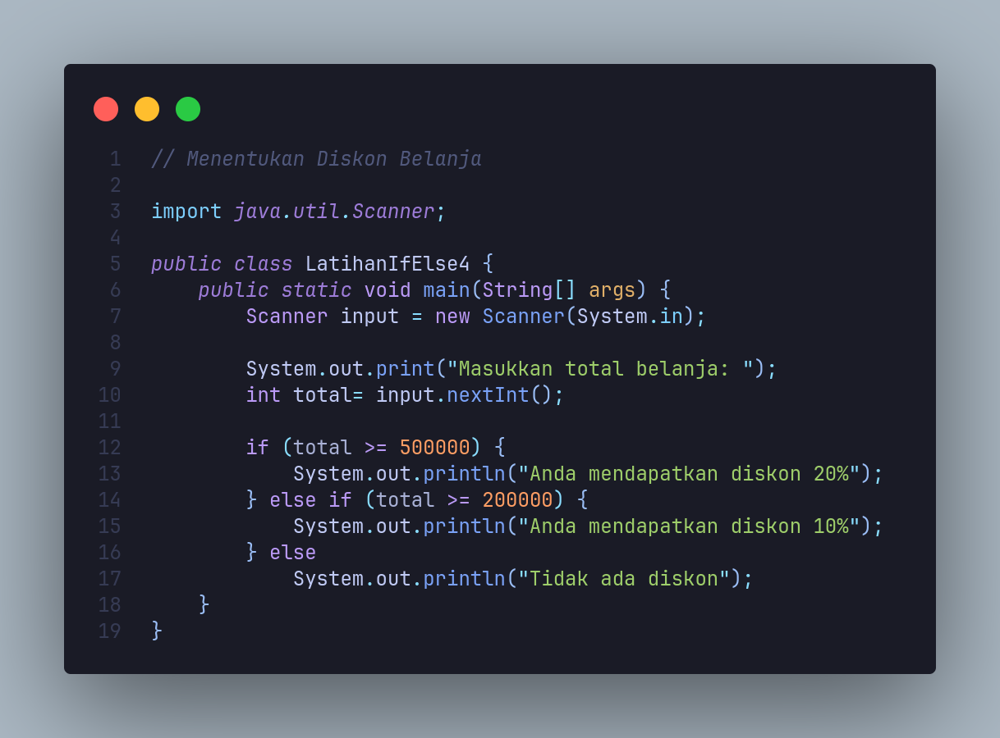 1 // Menentukan Diskon Belanja
2
3 import java.util.Scanner;
4
5 public class LatihanIfElse4 {
6     public static void main(String[] args) {
7         Scanner input = new Scanner(System.in);
8
9         System.out.print("Masukkan total belanja: ");
10         int total= input.nextInt();
11
12         if (total >= 500000) {
13             System.out.println("Anda mendapatkan diskon 20%");
14         } else if (total >= 200000) {
15             System.out.println("Anda mendapatkan diskon 10%");
16         } else
17             System.out.println("Tidak ada diskon");
18     }
19 }